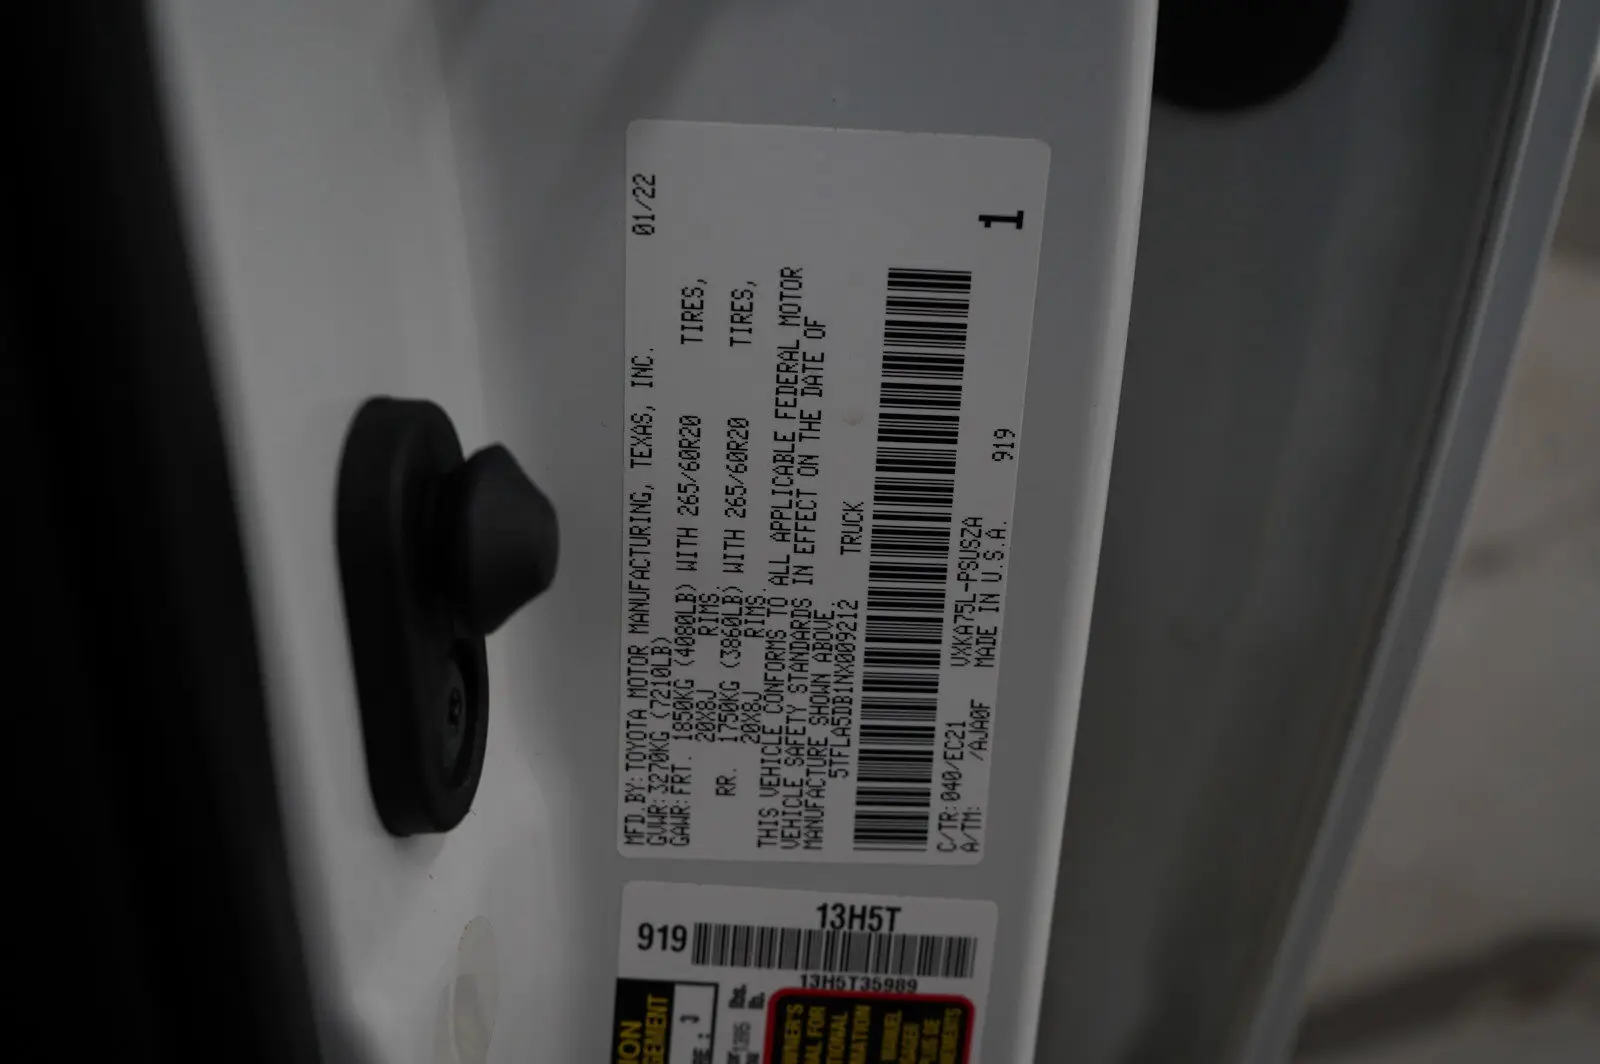 MFD.BY:TOYOTA MOTOR MANUFACTURING, TEXAS, INC. 01/22
GVWR:3270KG (7210LB)
GAWR:FRT. 1850KG (4080LB) WITH 265/60R20 TIRES,
20X8J RIMS.
RR. 1750KG (3860LB) WITH 265/60R20 TIRES,
20X8J RIMS.
THIS VEHICLE CONFORMS TO ALL APPLICABLE FEDERAL MOTOR
VEHICLE SAFETY STANDARDS IN EFFECT ON THE DATE OF
MANUFACTURE SHOWN ABOVE.
5TFLA5DB1NX009212 TRUCK
C/TR:040/EC21 VXKA75L-PSUSZA 919 1
A/TM: /AJA0F MADE IN U.S.A.
919 13H5T
13H5T35989